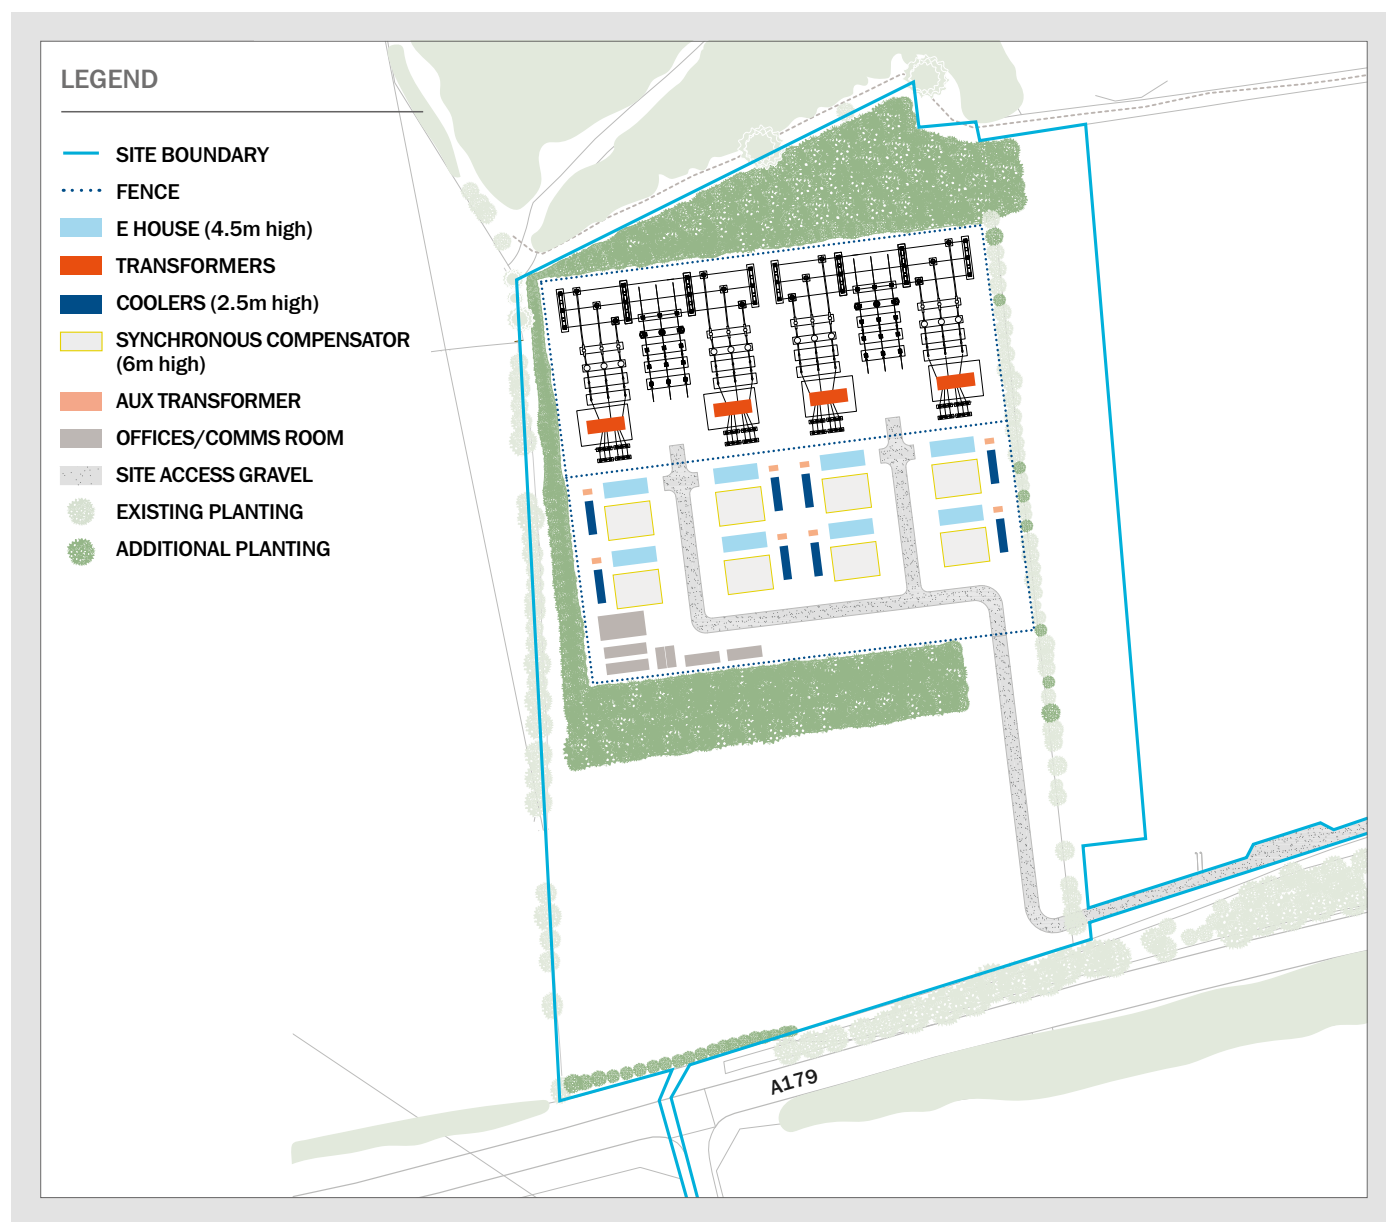 LEGEND
SITE BOUNDARY
FENCE
E HOUSE (4.5m high)
TRANSFORMERS
COOLERS (2.5m high)
SYNCHRONOUS COMPENSATOR
(6m high)
AUX TRANSFORMER
OFFICES/COMMS ROOM
SITE ACCESS GRAVEL
EXISTING PLANTING
ADDITIONAL PLANTING
A179